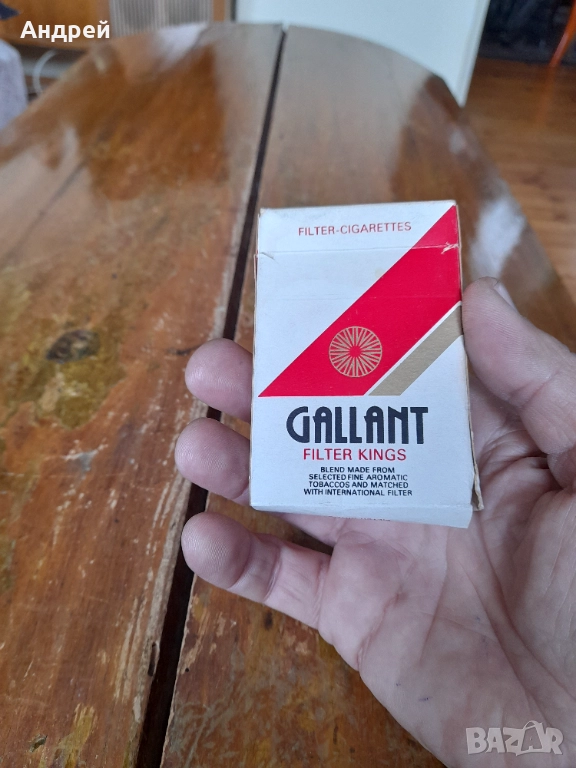 Андрей
FILTER-CIGARETTES
GALLANT
FILTER KINGS
BLEND MADE FROM
SELECTED FINE AROMATIC
TOBACCOS AND MATCHED
WITH INTERNATIONAL FILTER
BAZAR